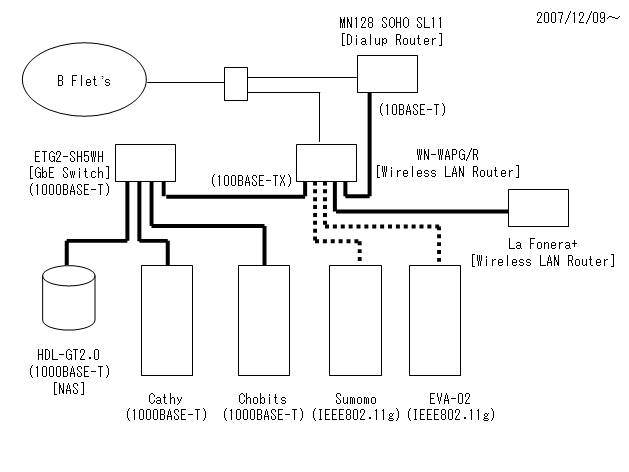 2007/12/09～
MN128 SOHO SL11
[Dialup Router]
B Flet's
(10BASE-T)
ETG2-SH5WH
[GbE Switch]
(1000BASE-T)
(100BASE-TX)
WN-WAPG/R
[Wireless LAN Router]
La Fonera+
[Wireless LAN Router]
HDL-GT2.0
(1000BASE-T)
[NAS]
Cathy
(1000BASE-T)
Chobits
(1000BASE-T)
Sumomo
(IEEE802.11g)
EVA-02
(IEEE802.11g)